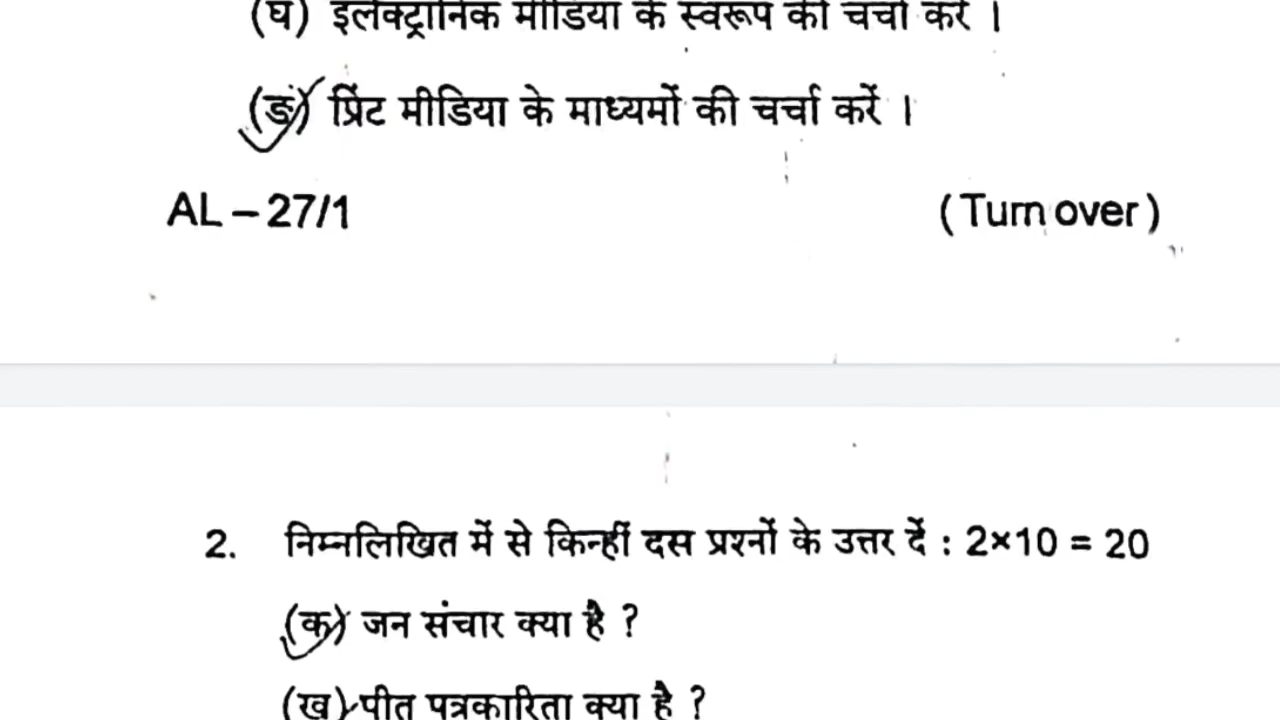 (घ) इलेक्ट्रानिक मीडिया के स्वरूप की चर्चा करें ।
(ङ) प्रिंट मीडिया के माध्यमों की चर्चा करें ।
AL – 27/1
( Turn over )
2. निम्नलिखित में से किन्हीं दस प्रश्नों के उत्तर दें : 2×10 = 20
(क) जन संचार क्या है ?
(ख) पीत पत्रकारिता क्या है ?